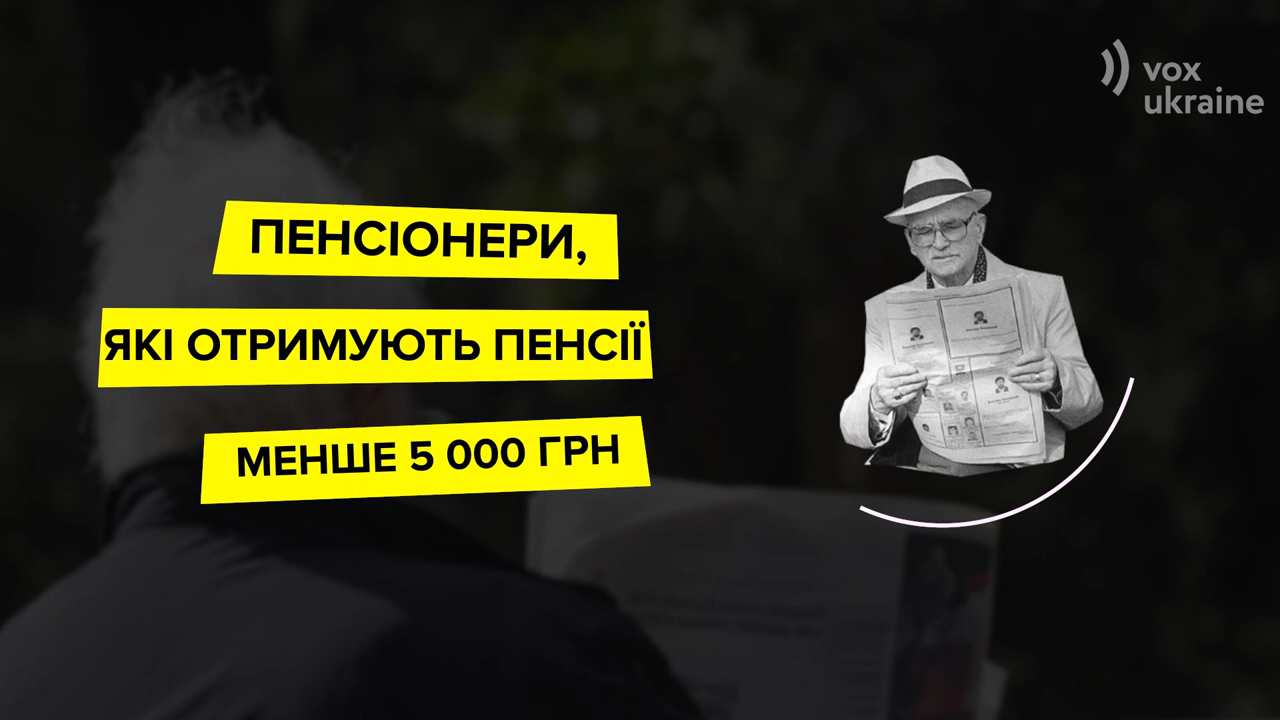 vox
ukraine
ПЕНСІОНЕРИ,
ЯКІ ОТРИМУЮТЬ ПЕНСІЇ
МЕНШЕ 5 000 ГРН